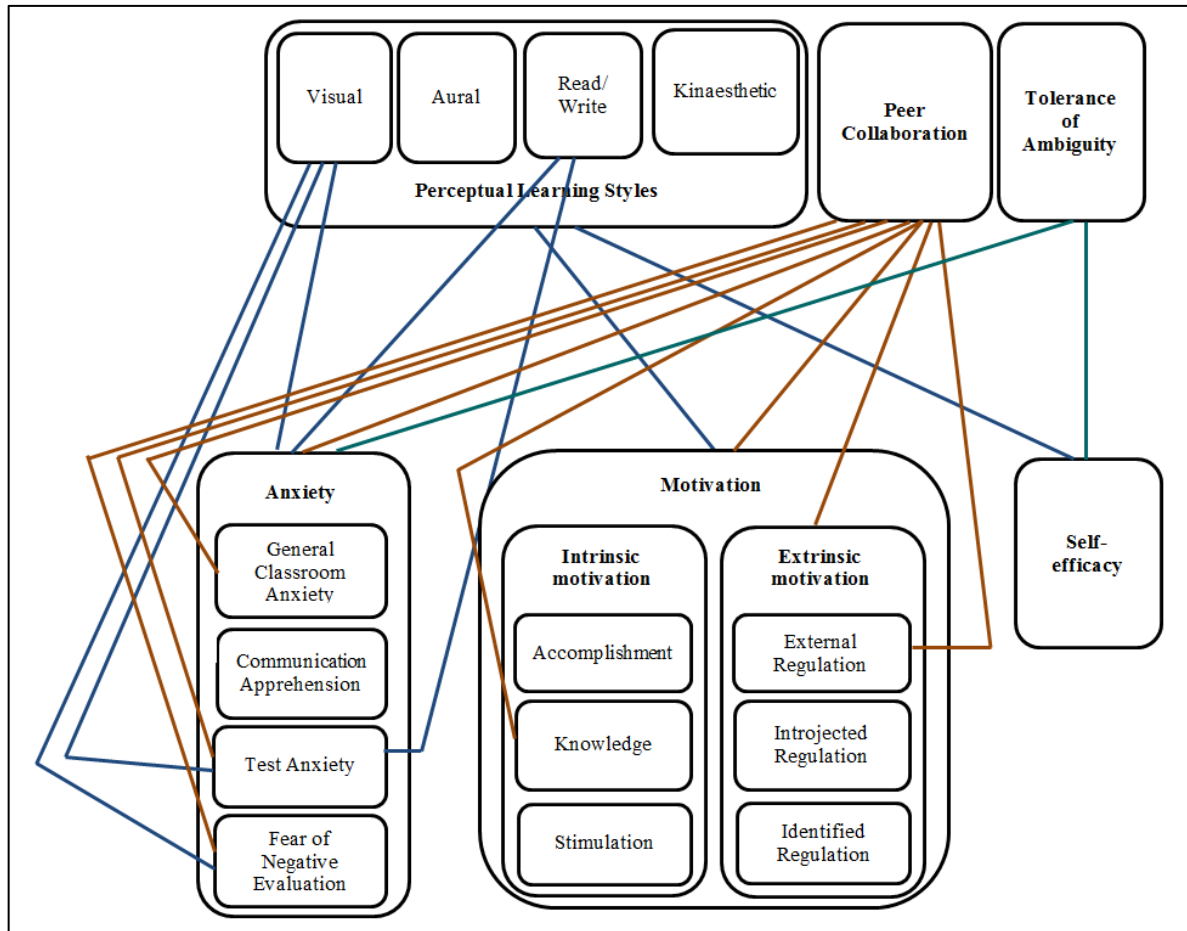 Visual
Aural
Read/
Write
Kinaesthetic
Perceptual Learning Styles
Peer
Collaboration
Tolerance
of
Ambiguity
Anxiety
General
Classroom
Anxiety
Communication
Apprehension
Test Anxiety
Fear of
Negative
Evaluation
Motivation
Intrinsic
motivation
Accomplishment
Knowledge
Stimulation
Extrinsic
motivation
External
Regulation
Introjected
Regulation
Identified
Regulation
Self-
efficacy